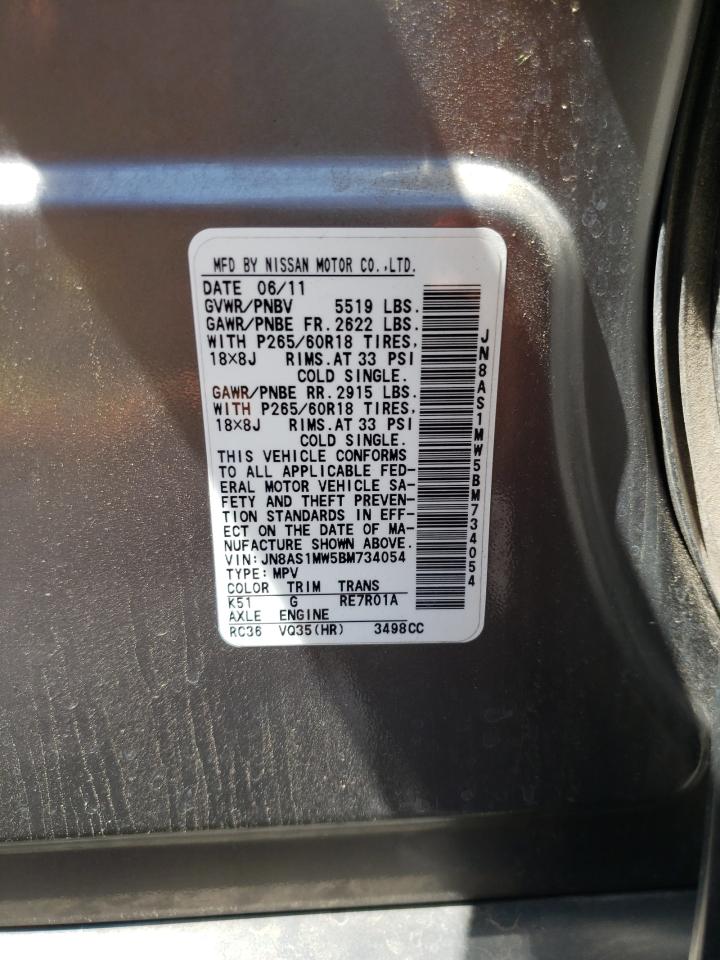 MFD BY NISSAN MOTOR CO.,LTD.
DATE 06/11
GVWR/PNBV 5519 LBS.
GAWR/PNBE FR. 2622 LBS.
WITH P265/60R18 TIRES,
18×8J RIMS. AT 33 PSI
COLD SINGLE.
GAWR/PNBE RR. 2915 LBS.
WITH P265/60R18 TIRES,
18×8J RIMS. AT 33 PSI
COLD SINGLE.
THIS VEHICLE CONFORMS
TO ALL APPLICABLE FED-
ERAL MOTOR VEHICLE SA-
FETY AND THEFT PREVEN-
TION STANDARDS IN EFF-
ECT ON THE DATE OF MA-
NUFACTURE SHOWN ABOVE.
VIN:JN8AS1MW5BM734054
TYPE:MPV
COLOR TRIM TRANS
K51 G RE7R01A
AXLE ENGINE
RC36 VQ35(HR) 3498CC
JN8AS1MW5BM734054